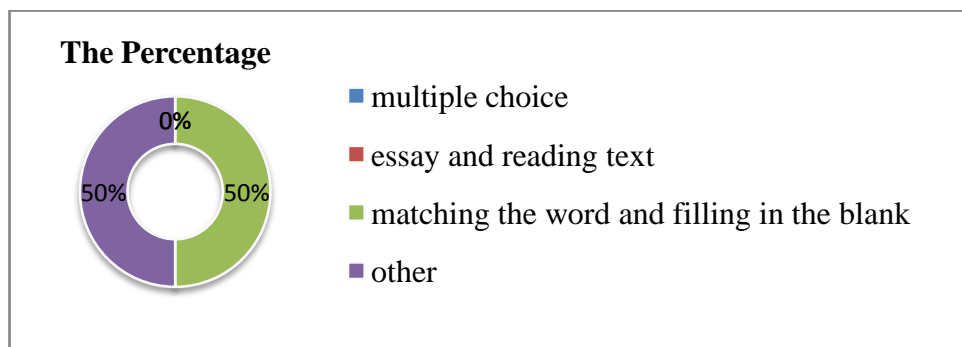 The Percentage
0%
50%
50%
multiple choice
essay and reading text
matching the word and filling in the blank
other